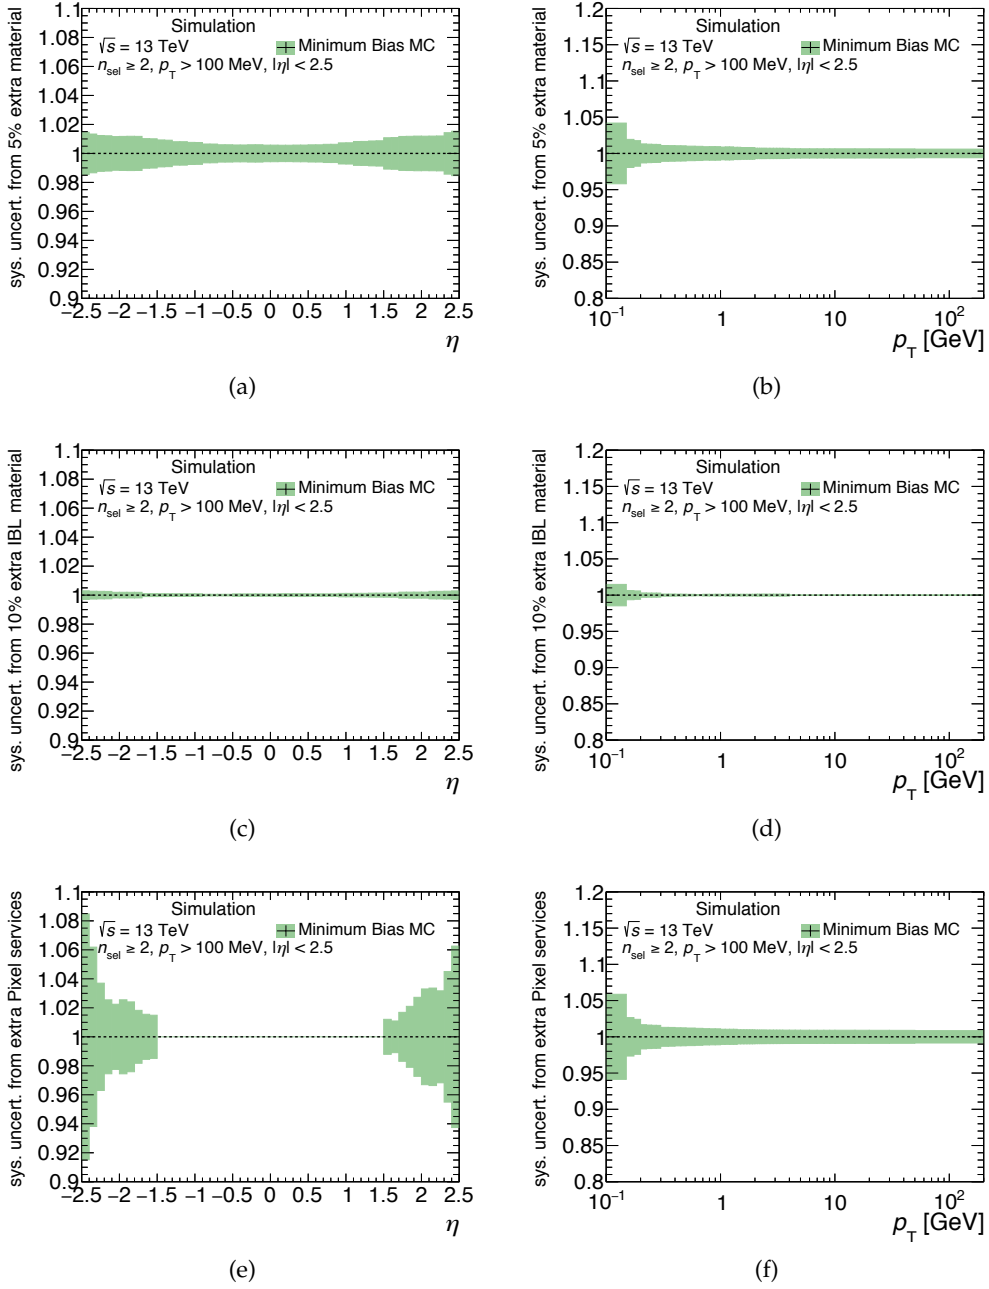 sys. uncert. from 5% extra material
1.1
1.08
1.06
1.04
1.02
1
0.98
0.96
0.94
0.92
0.9
Simulation
√s = 13 TeV
Minimum Bias MC
n_sel ≥ 2, p_T > 100 MeV, |η| < 2.5
−2.5 −2 −1.5 −1 −0.5 0 0.5 1 1.5 2 2.5
η
(a)
sys. uncert. from 5% extra material
1.2
1.15
1.1
1.05
1
0.95
0.9
0.85
0.8
Simulation
√s = 13 TeV
Minimum Bias MC
n_sel ≥ 2, p_T > 100 MeV, |η| < 2.5
10⁻¹ 1 10 10²
p_T [GeV]
(b)
sys. uncert. from 10% extra IBL material
1.1
1.08
1.06
1.04
1.02
1
0.98
0.96
0.94
0.92
0.9
Simulation
√s = 13 TeV
Minimum Bias MC
n_sel ≥ 2, p_T > 100 MeV, |η| < 2.5
−2.5 −2 −1.5 −1 −0.5 0 0.5 1 1.5 2 2.5
η
(c)
sys. uncert. from 10% extra IBL material
1.2
1.15
1.1
1.05
1
0.95
0.9
0.85
0.8
Simulation
√s = 13 TeV
Minimum Bias MC
n_sel ≥ 2, p_T > 100 MeV, |η| < 2.5
10⁻¹ 1 10 10²
p_T [GeV]
(d)
sys. uncert. from extra Pixel services
1.1
1.08
1.06
1.04
1.02
1
0.98
0.96
0.94
0.92
0.9
Simulation
√s = 13 TeV
Minimum Bias MC
n_sel ≥ 2, p_T > 100 MeV, |η| < 2.5
−2.5 −2 −1.5 −1 −0.5 0 0.5 1 1.5 2 2.5
η
(e)
sys. uncert. from extra Pixel services
1.2
1.15
1.1
1.05
1
0.95
0.9
0.85
0.8
Simulation
√s = 13 TeV
Minimum Bias MC
n_sel ≥ 2, p_T > 100 MeV, |η| < 2.5
10⁻¹ 1 10 10²
p_T [GeV]
(f)